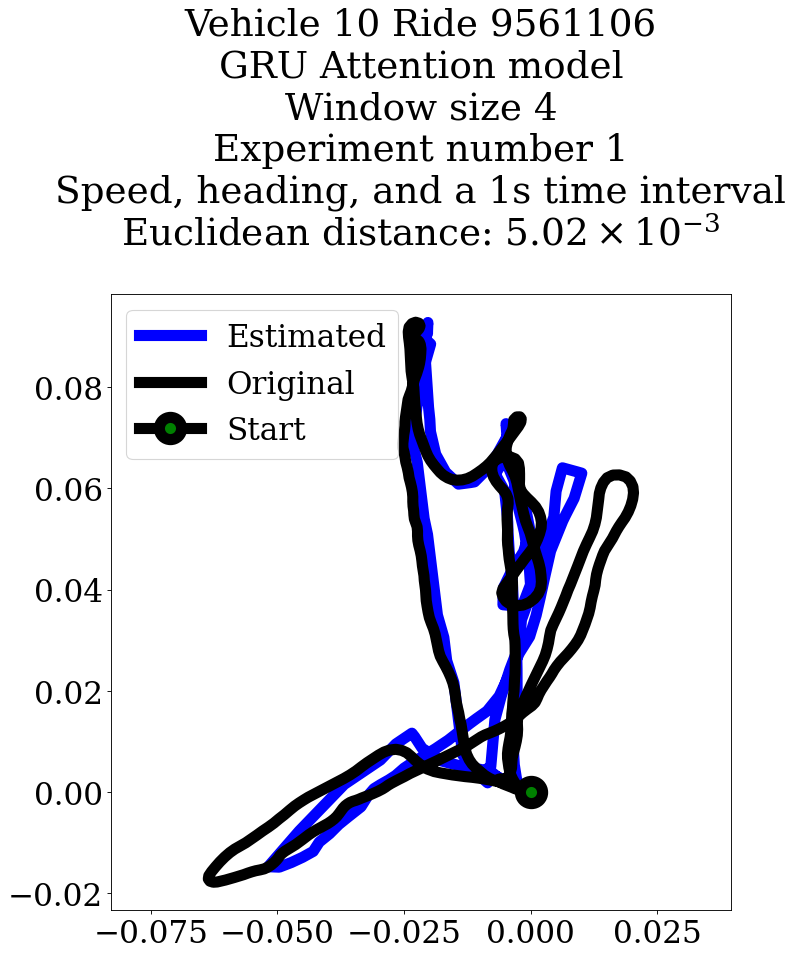 Vehicle 10 Ride 9561106
GRU Attention model
Window size 4
Experiment number 1
Speed, heading, and a 1s time interval
Euclidean distance: 5.02 × 10⁻³
Estimated
Original
Start
0.08
0.06
0.04
0.02
0.00
−0.02
−0.075 −0.050 −0.025 0.000 0.025